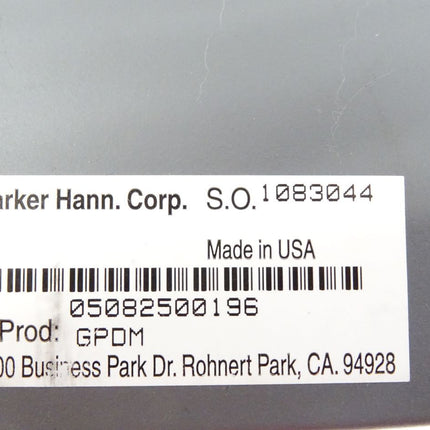 arker Hann. Corp. S.O. 1083044
Made in USA
05082500196
Prod: GPDM
00 Business Park Dr. Rohnert Park, CA. 94928